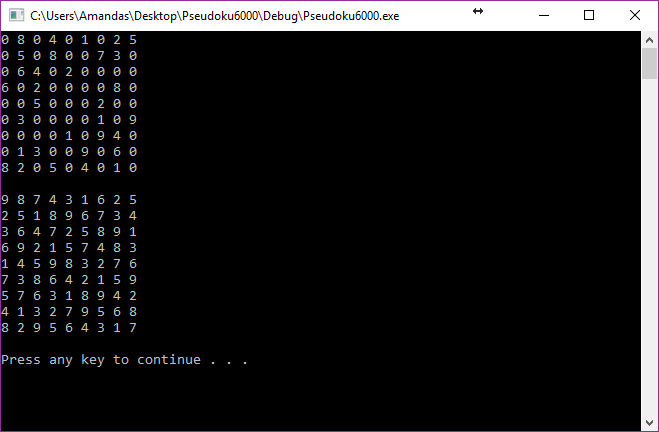 C:\Users\Amandas\Desktop\Pseudoku6000\Debug\Pseudoku6000.exe
0 8 0 4 0 1 0 2 5
0 5 0 8 0 0 7 3 0
0 6 4 0 2 0 0 0 0
6 0 2 0 0 0 0 8 0
0 0 5 0 0 0 2 0 0
0 3 0 0 0 0 1 0 9
0 0 0 0 1 0 9 4 0
0 1 3 0 0 9 0 6 0
8 2 0 5 0 4 0 1 0
9 8 7 4 3 1 6 2 5
2 5 1 8 9 6 7 3 4
3 6 4 7 2 5 8 9 1
6 9 2 1 5 7 4 8 3
1 4 5 9 8 3 2 7 6
7 3 8 6 4 2 1 5 9
5 7 6 3 1 8 9 4 2
4 1 3 2 7 9 5 6 8
8 2 9 5 6 4 3 1 7
Press any key to continue . . .